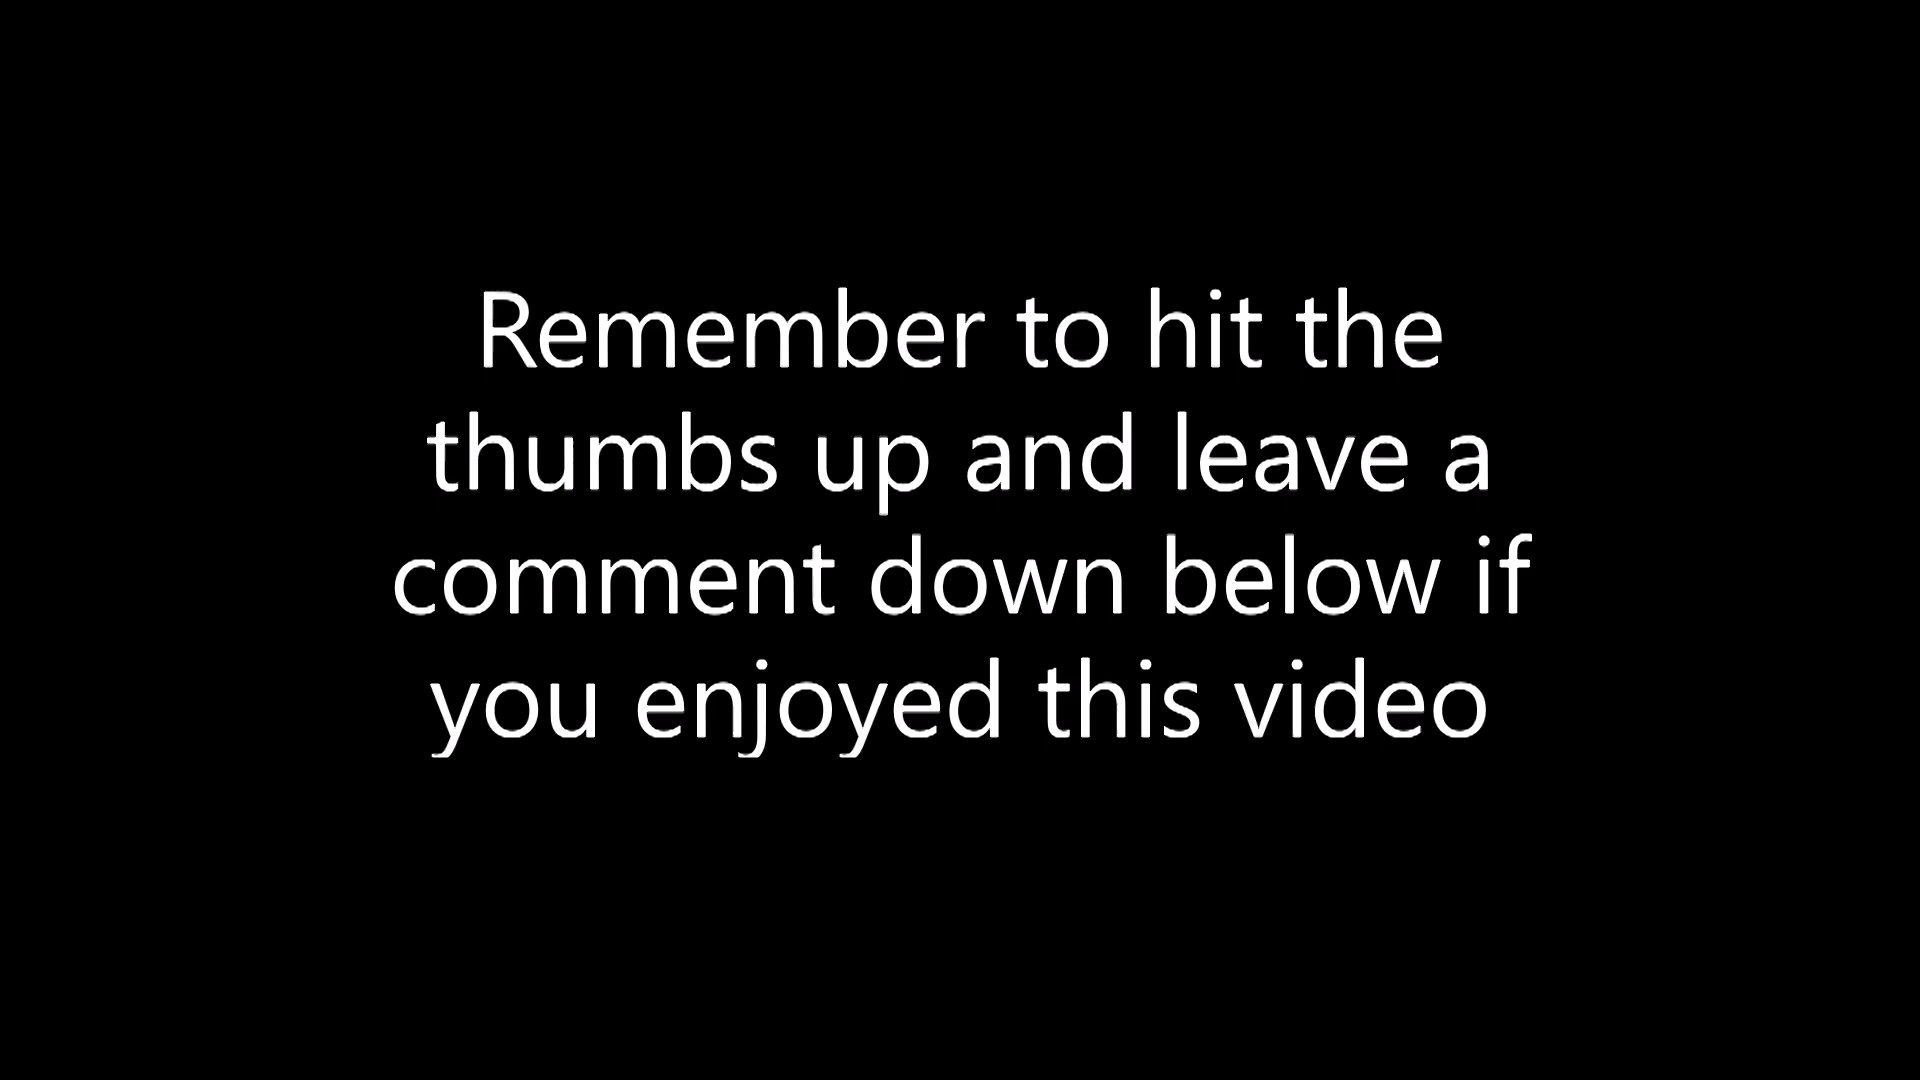 Remember to hit the
thumbs up and leave a
comment down below if
you enjoyed this video